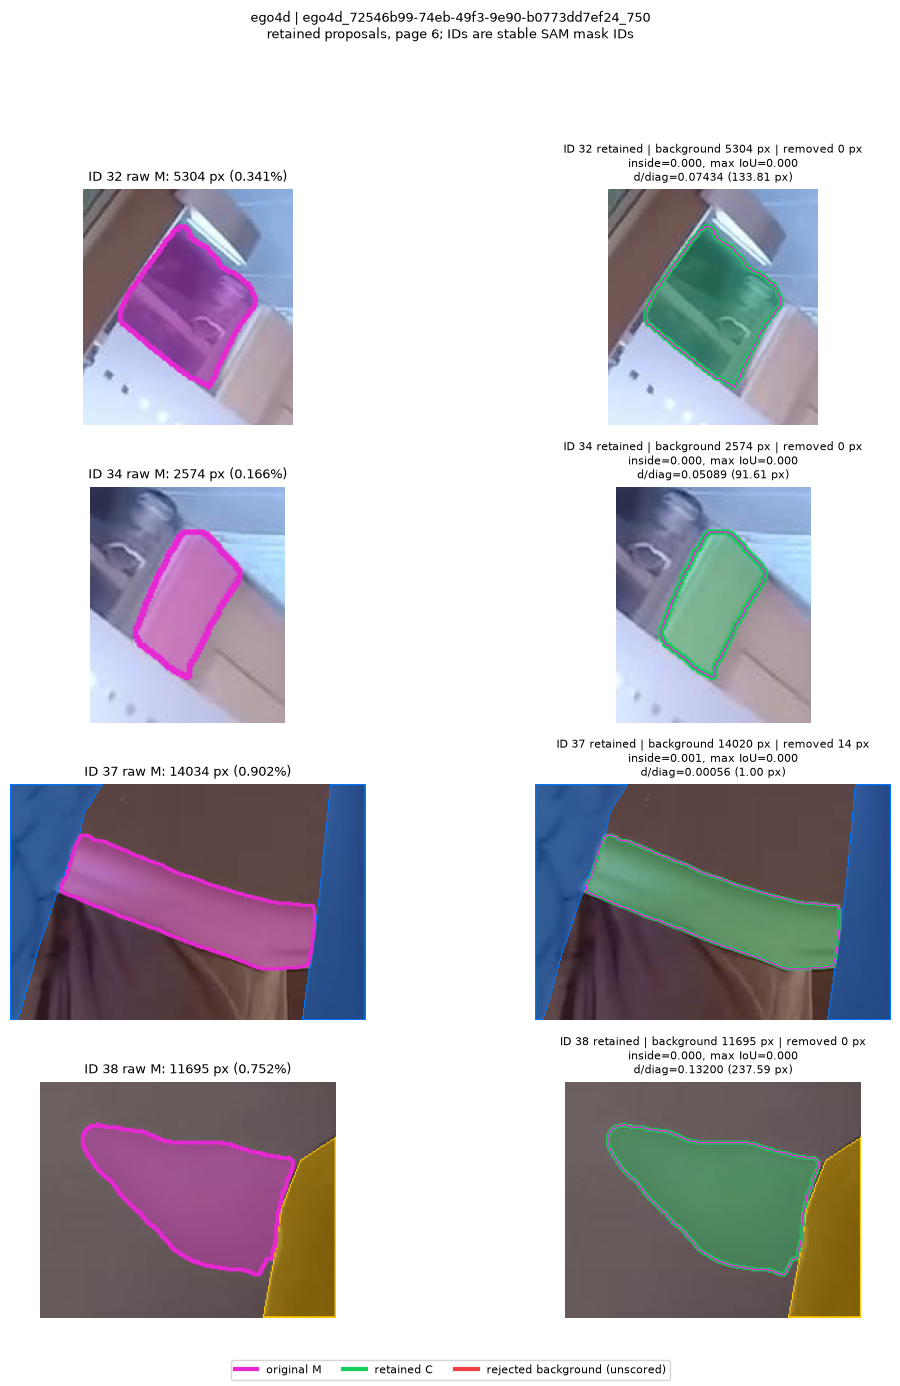 ego4d | ego4d_72546b99-74eb-49f3-9e90-b0773dd7ef24_750
retained proposals, page 6; IDs are stable SAM mask IDs
ID 32 raw M: 5304 px (0.341%)
ID 32 retained | background 5304 px | removed 0 px
inside=0.000, max IoU=0.000
d/diag=0.07434 (133.81 px)
ID 34 raw M: 2574 px (0.166%)
ID 34 retained | background 2574 px | removed 0 px
inside=0.000, max IoU=0.000
d/diag=0.05089 (91.61 px)
ID 37 raw M: 14034 px (0.902%)
ID 37 retained | background 14020 px | removed 14 px
inside=0.001, max IoU=0.000
d/diag=0.00056 (1.00 px)
ID 38 raw M: 11695 px (0.752%)
ID 38 retained | background 11695 px | removed 0 px
inside=0.000, max IoU=0.000
d/diag=0.13200 (237.59 px)
original M
retained C
rejected background (unscored)